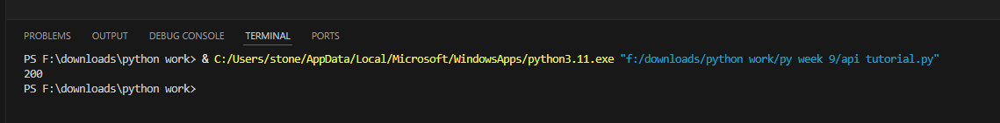 PROBLEMS OUTPUT DEBUG CONSOLE TERMINAL PORTS
PS F:\downloads\python work> & C:/Users/stone/AppData/Local/Microsoft/WindowsApps/python3.11.exe "f:/downloads/python work/py week 9/api tutorial.py"
200
PS F:\downloads\python work>